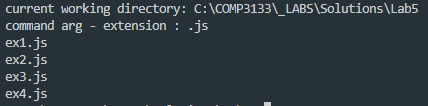 current working directory: C:\COMP3133\_LABS\Solutions\Lab5
command arg - extension : .js
ex1.js
ex2.js
ex3.js
ex4.js